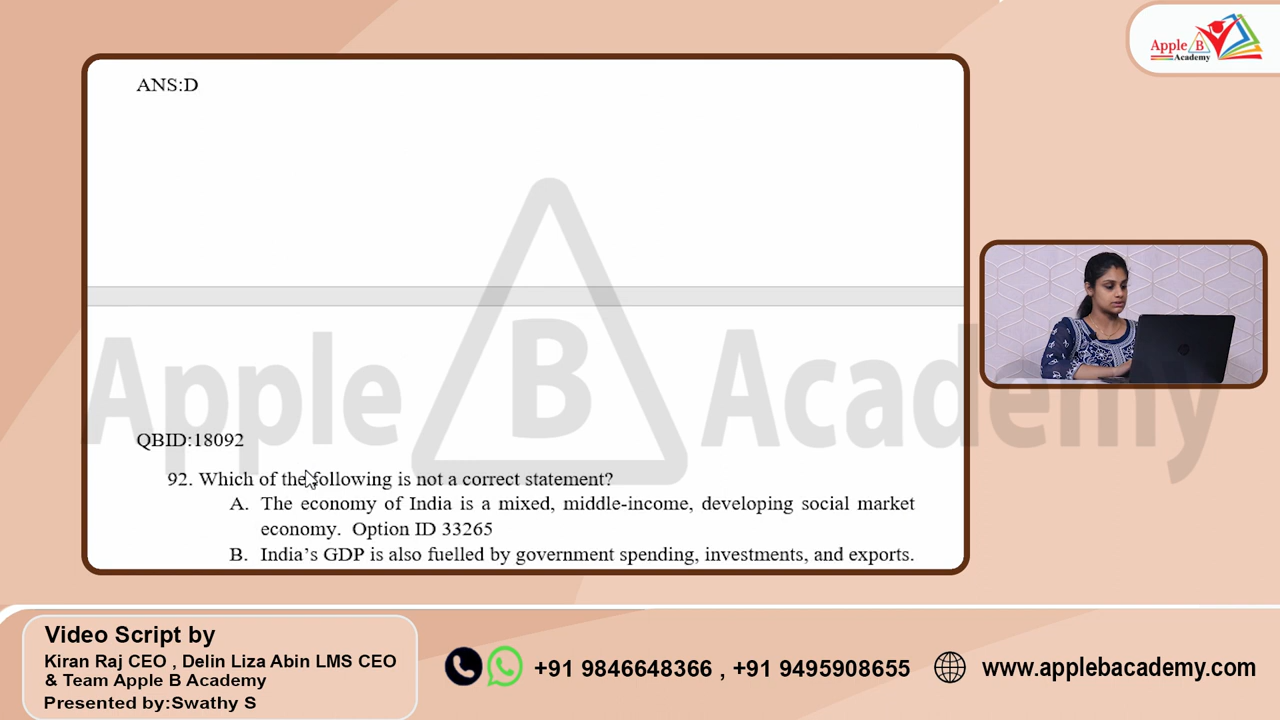 Apple B
Academy
ANS:D
Apple B Academy
QBID:18092
92. Which of the following is not a correct statement?
A. The economy of India is a mixed, middle-income, developing social market
economy. Option ID 33265
B. India's GDP is also fuelled by government spending, investments, and exports.
Video Script by
Kiran Raj CEO , Delin Liza Abin LMS CEO
& Team Apple B Academy
Presented by:Swathy S
+91 9846648366 , +91 9495908655
www.applebacademy.com